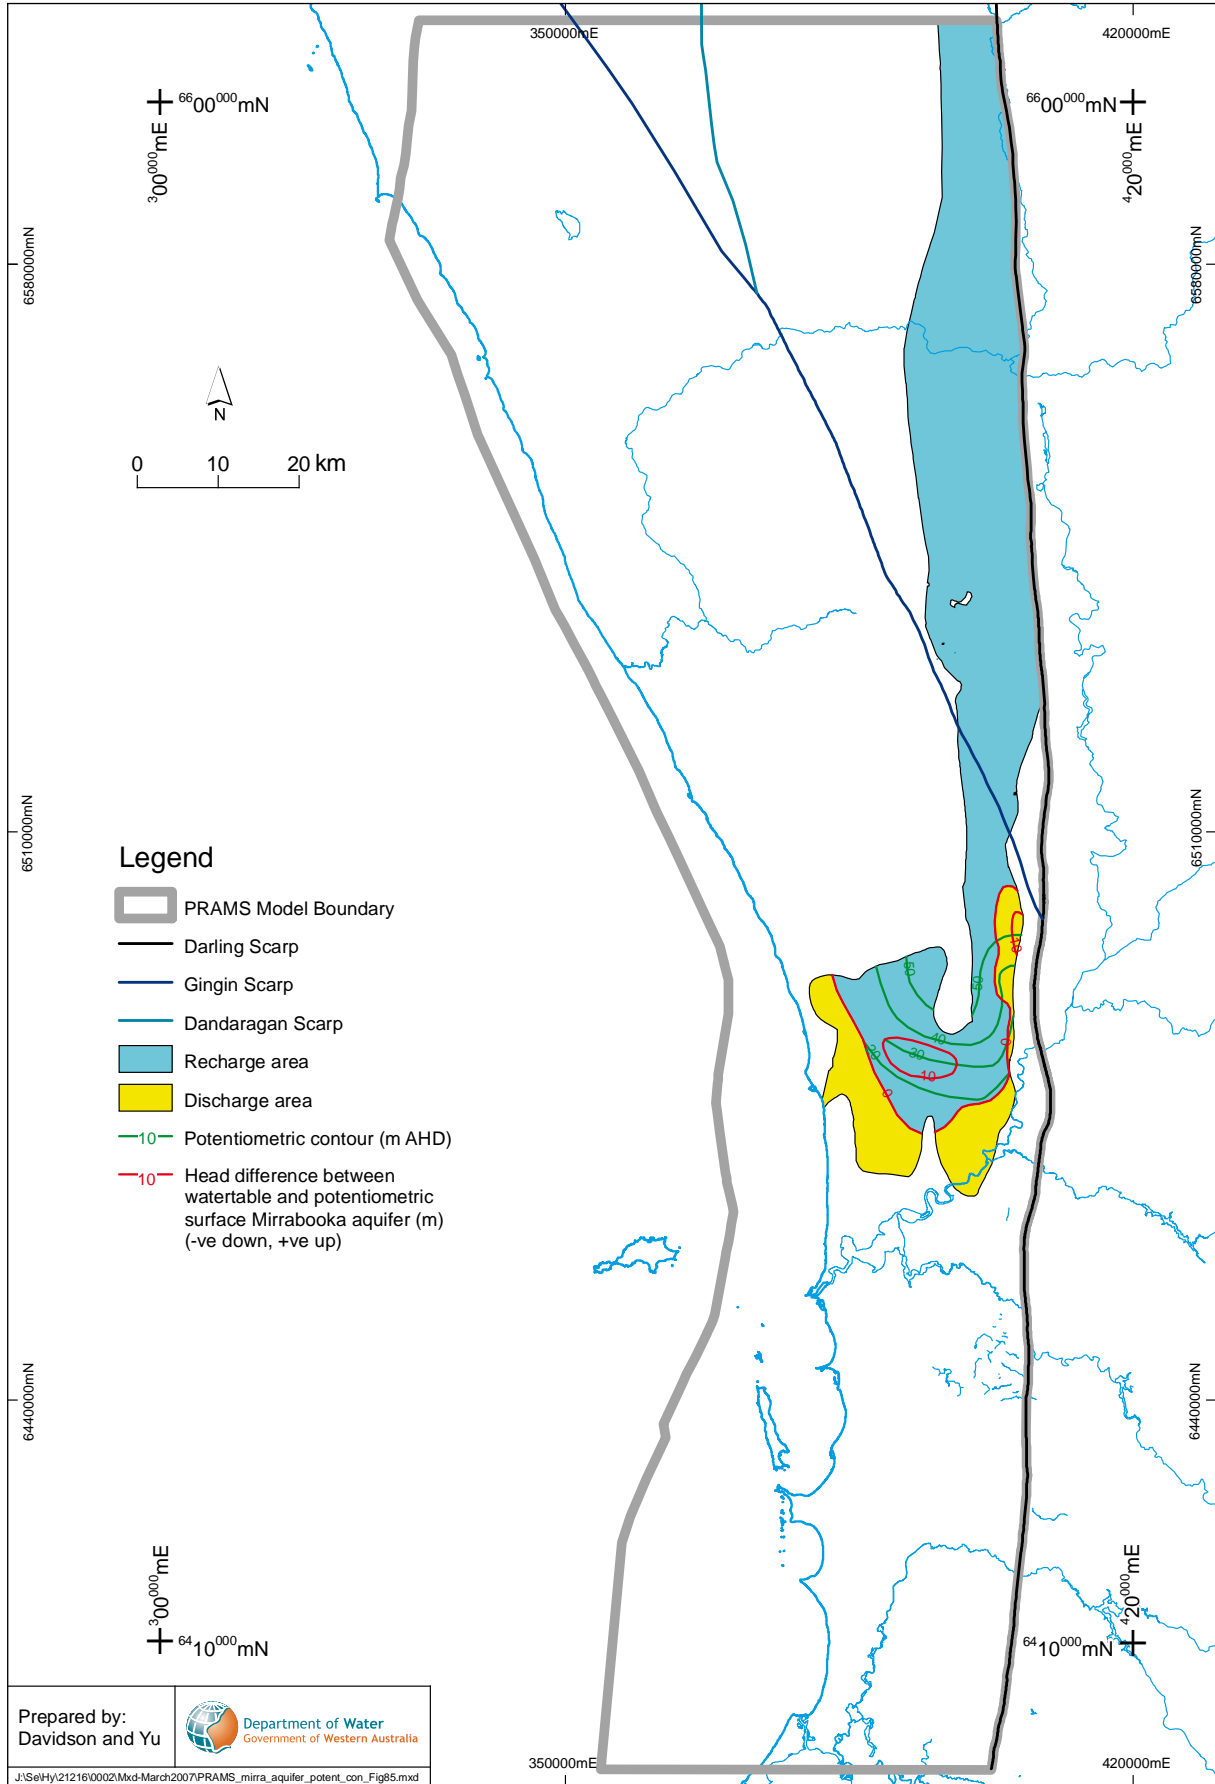 350000mE
420000mE
6600000mN
6600000mN
300000mE
420000mE
6580000mN
6580000mN
N
0 10 20 km
6510000mN
6510000mN
Legend
PRAMS Model Boundary
Darling Scarp
Gingin Scarp
Dandaragan Scarp
Recharge area
Discharge area
10 Potentiometric contour (m AHD)
10 Head difference between
watertable and potentiometric
surface Mirrabooka aquifer (m)
(-ve down, +ve up)
10
50
50
40
30
20
10
0
0
6440000mN
6440000mN
300000mE
420000mE
6410000mN
6410000mN
Prepared by:
Davidson and Yu
Department of Water
Government of Western Australia
350000mE
420000mE
J:\Se\Hy\21216\0002\Mxd-March2007\PRAMS_mirra_aquifer_potent_con_Fig85.mxd